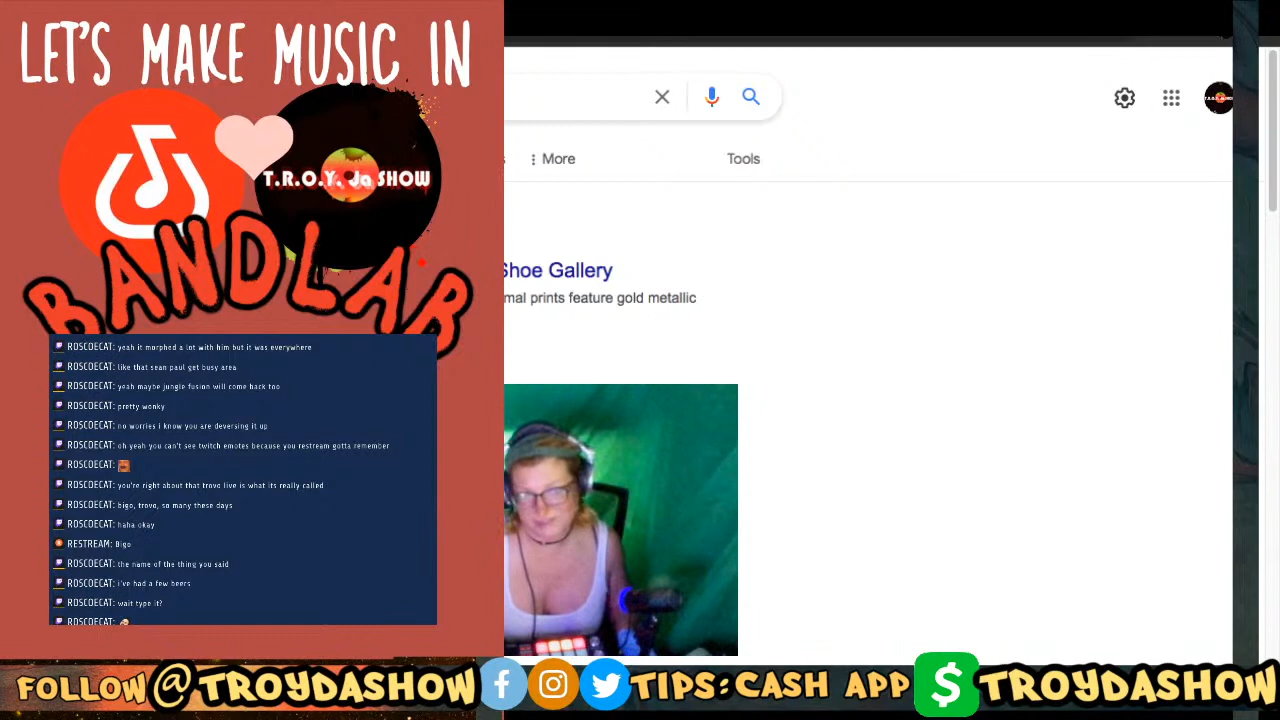 LET'S MAKE MUSIC IN
T.R.O.Y. Da SHOW
BANDLAB
ROSCOECAT: yeah it morphed a lot with him but it was everywhere
ROSCOECAT: like that sean paul get busy area
ROSCOECAT: yeah maybe jungle fusion will come back too
ROSCOECAT: pretty wonky
ROSCOECAT: no worries i know you are deversing it up
ROSCOECAT: oh yeah you can't see twitch emotes because you restream gotta remember
ROSCOECAT:
ROSCOECAT: you're right about that trovo live is what its really called
ROSCOECAT: bigo, trovo, so many these days
ROSCOECAT: haha okay
RESTREAM: Bigo
ROSCOECAT: the name of the thing you said
ROSCOECAT: i've had a few beers
ROSCOECAT: wait type it?
ROSCOECAT:
More
Tools
Shoe Gallery
mal prints feature gold metallic
FOLLOW @TROYDASHOW TIPS:CASH APP $ TROYDASHOW